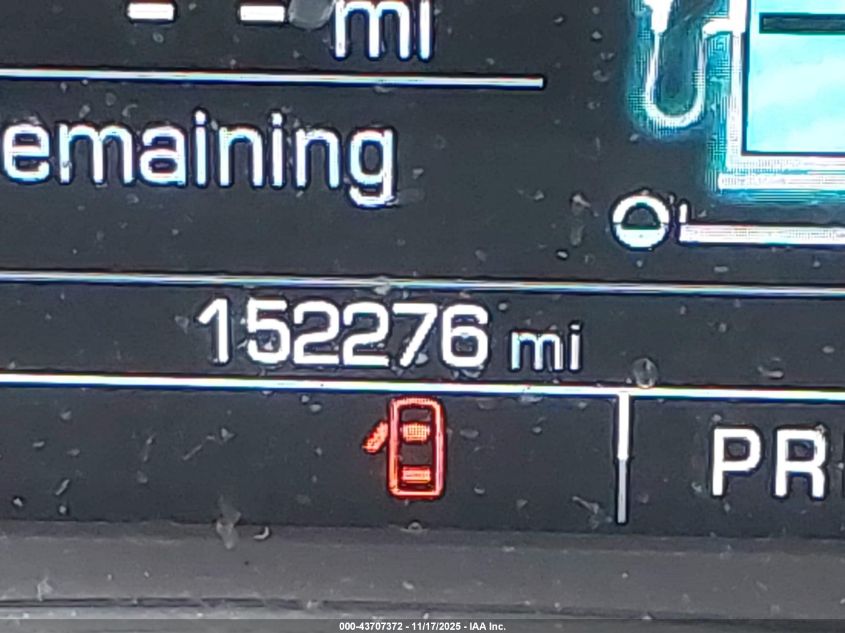 -- mi
emaining
152276 mi
PR
000-43707372 - 11/17/2025 - IAA Inc.